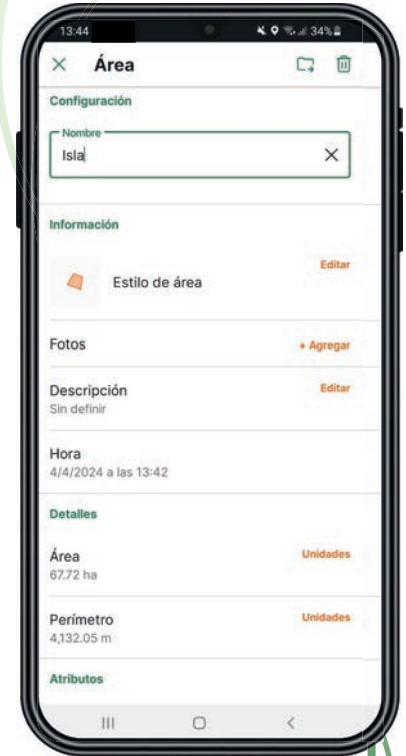 13:44
34%
Área
Configuración
Nombre
Isla
Información
Estilo de área
Editar
Fotos
+ Agregar
Descripción
Editar
Sin definir
Hora
4/4/2024 a las 13:42
Detalles
Área
Unidades
67.72 ha
Perímetro
Unidades
4,132.05 m
Atributos